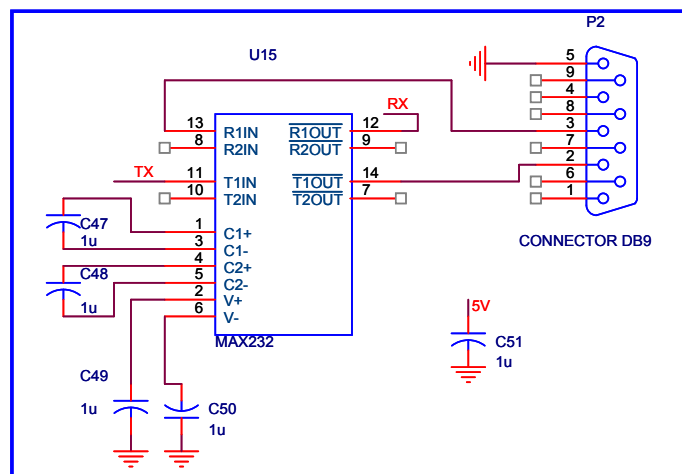 P2
U15
5
9
4
8
3
7
2
6
1
CONNECTOR DB9
RX
TX
13 R1IN
8 R2IN
11 T1IN
10 T2IN
1 C1+
3 C1-
4 C2+
5 C2-
2 V+
6 V-
12 R1OUT
9 R2OUT
14 T1OUT
7 T2OUT
MAX232
C47
1u
C48
1u
C49
1u
C50
1u
5V
C51
1u